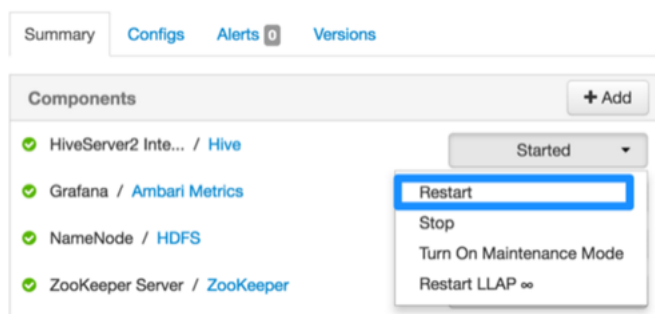 Summary Configs Alerts 0 Versions
Components + Add
HiveServer2 Inte... / Hive Started
Grafana / Ambari Metrics
Restart
NameNode / HDFS
Stop
Turn On Maintenance Mode
ZooKeeper Server / ZooKeeper
Restart LLAP ∞